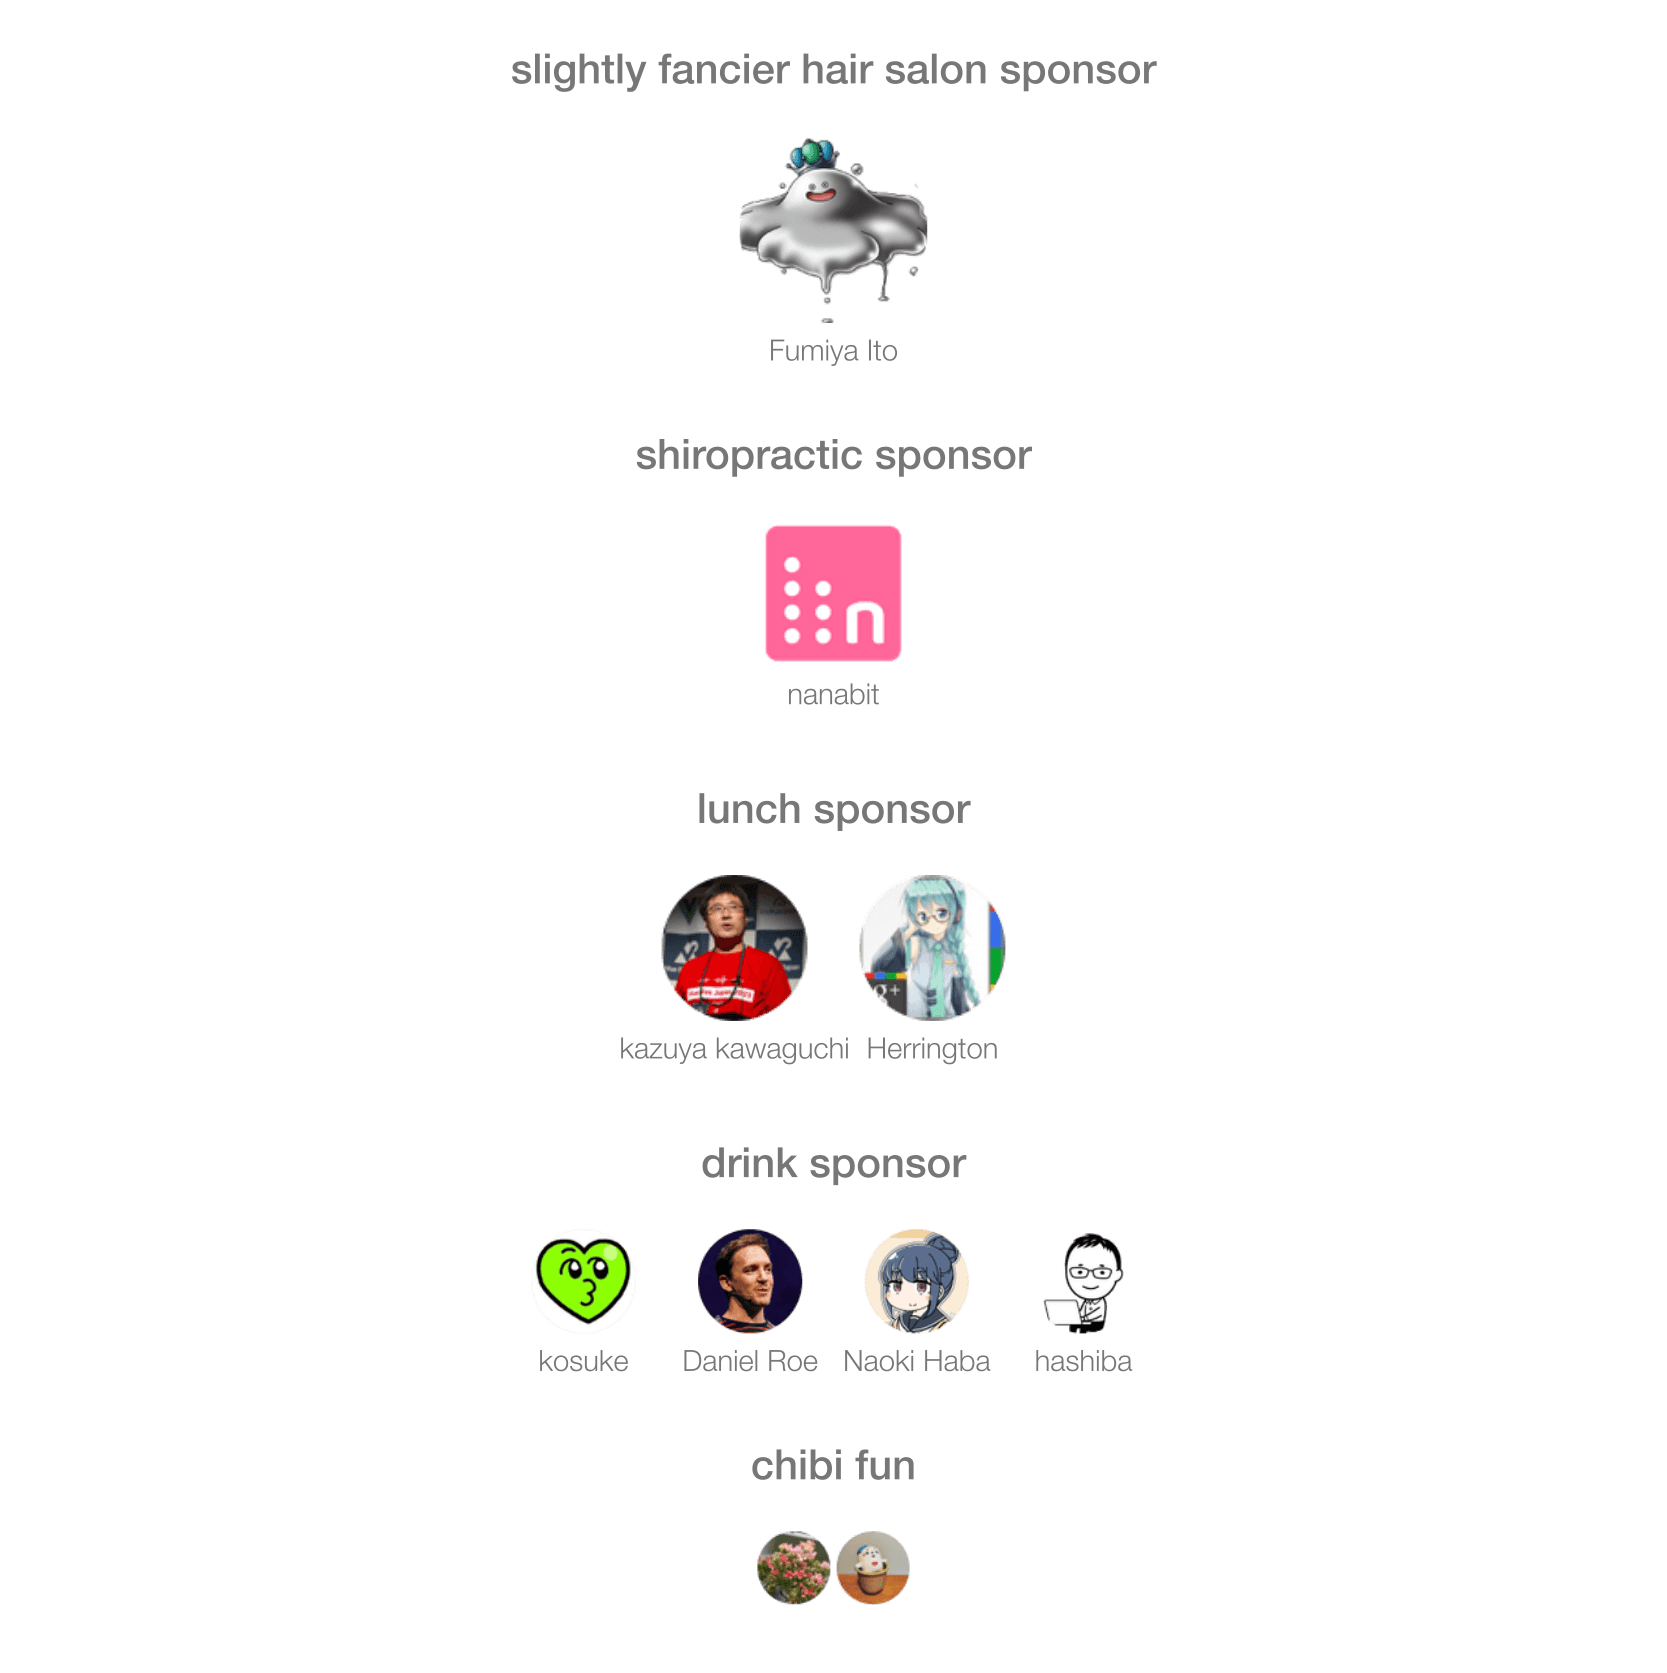 slightly fancier hair salon sponsor
Fumiya Ito
shiropractic sponsor
n
nanabit
lunch sponsor
g+
kazuya kawaguchi Herrington
drink sponsor
kosuke Daniel Roe Naoki Haba hashiba
chibi fun